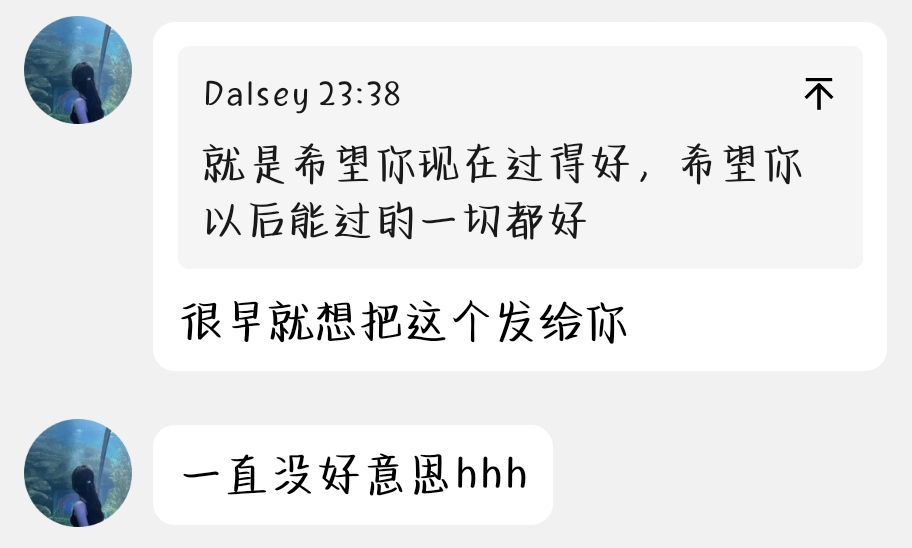 Dalsey 23:38
就是希望你现在过得好，希望你
以后能过的一切都好
很早就想把这个发给你
一直没好意思hhh